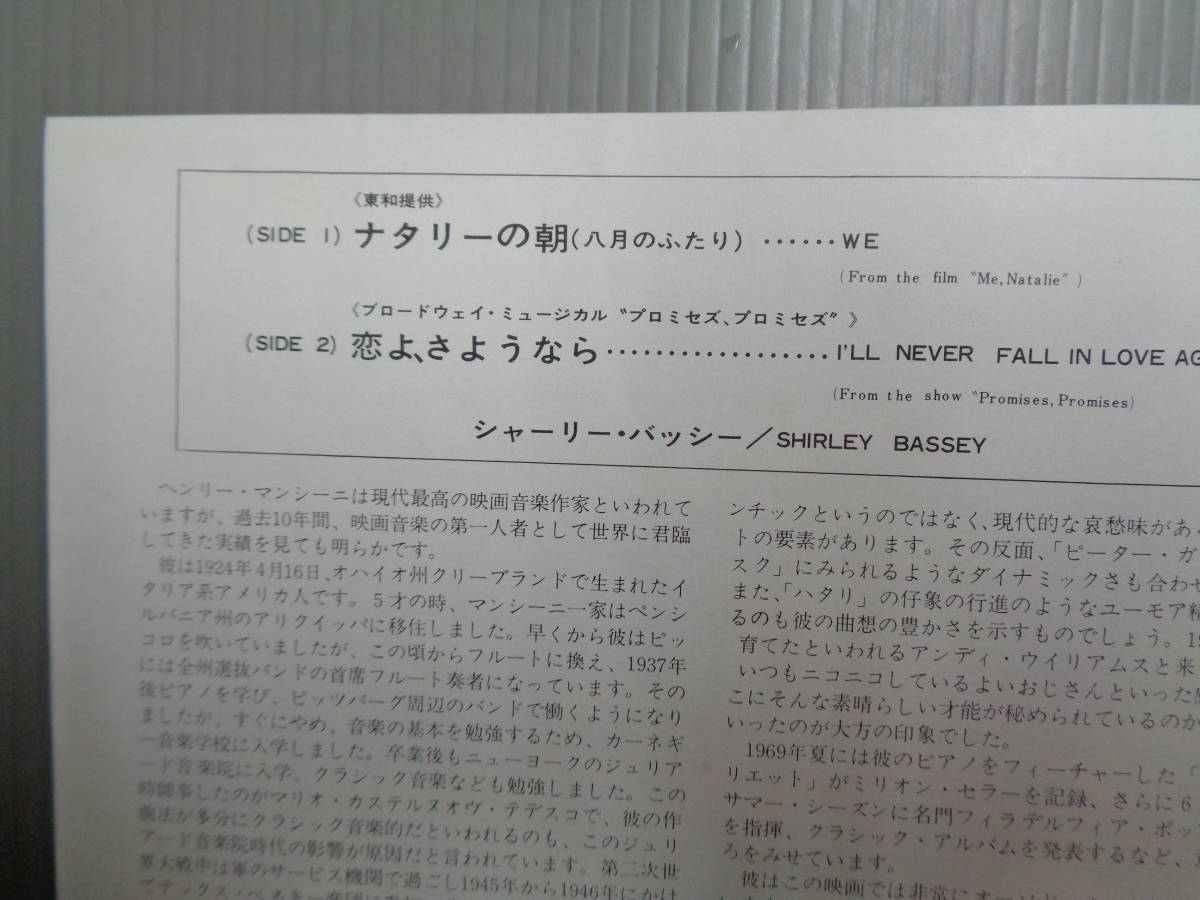 《東和提供》
(SIDE 1) ナタリーの朝(八月のふたり) ‥‥‥WE
(From the film 〝Me, Natalie〞)
《ブロードウェイ・ミュージカル〝プロミセズ、プロミセズ〞》
(SIDE 2) 恋よ、さようなら‥‥‥‥‥‥‥‥‥I'LL NEVER FALL IN LOVE AG
(From the show 〝Promises, Promises)
シャーリー・バッシー／SHIRLEY BASSEY
ヘンリー・マンシーニは現代最高の映画音楽作家といわれて
いますが、過去10年間、映画音楽の第一人者として世界に君臨
してきた実績を見ても明らかです。
彼は1924年4月16日、オハイオ州クリーブランドで生まれたイ
タリア系アメリカ人です。5才の時、マンシーニ一家はペンシ
ルバニア州のアリクイッパに移住しました。早くから彼はピッ
コロを吹いていましたが、この頃からフルートに換え、1937年
には全州選抜バンドの首席フルート奏者になっています。その
後ピアノを学び、ピッツバーグ周辺のバンドで働くようになり
ましたが、すぐにやめ、音楽の基本を勉強するため、カーネギ
ー音楽学校に入学しました。卒業後もニューヨークのジュリア
ード音楽院に入学、クラシック音楽なども勉強しました。この
時師事したのがマリオ・カステルヌオヴ・テデスコで、彼の作
曲法が多分にクラシック音楽的だといわれるのも、このジュリ
アード音楽院時代の影響が原因だと言われています。第二次世
界大戦中は軍のサービス機関で過ごし1945年から1946年にかけ
てテックス・ベネキー楽団に
ンチックというのではなく、現代的な哀愁味があ
トの要素があります。その反面、「ピーター・ガ
スク」にみられるようなダイナミックさも合わせ
また、「ハタリ」の仔象の行進のようなユーモア精
るのも彼の曲想の豊かさを示すものでしょう。19
育てたといわれるアンディ・ウイリアムスと来
いつもニコニコしているよいおじさんといった
こにそんな素晴らしい才能が秘められているのか
いったのが大方の印象でした。
1969年夏には彼のピアノをフィーチャーした「
リエット」がミリオン・セラーを記録、さらに6
サマー・シーズンに名門フィラデルフィア・ポッ
を指揮、クラシック・アルバムを発表するなど、
ろをみせています。
彼はこの映画では非常に